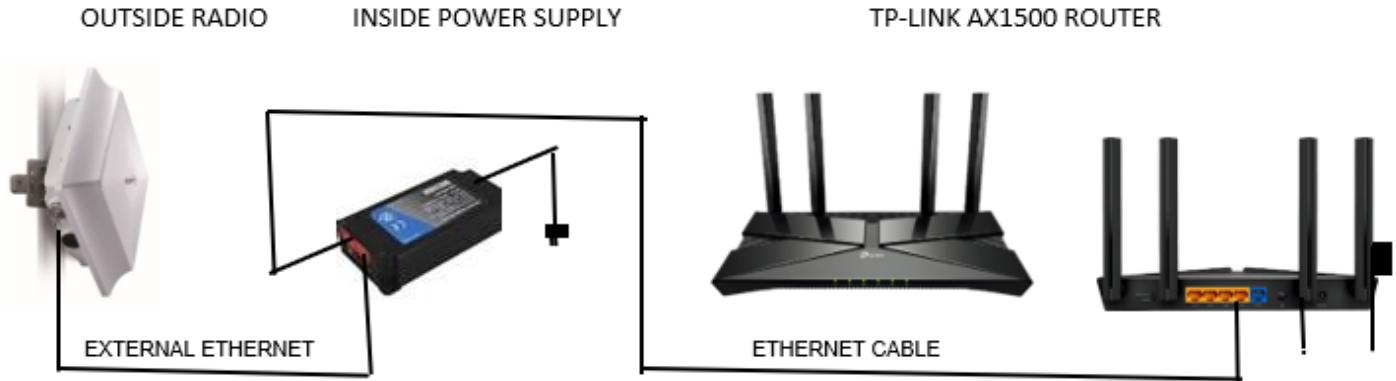 OUTSIDE RADIO
INSIDE POWER SUPPLY
TP-LINK AX1500 ROUTER
EXTERNAL ETHERNET
ETHERNET CABLE